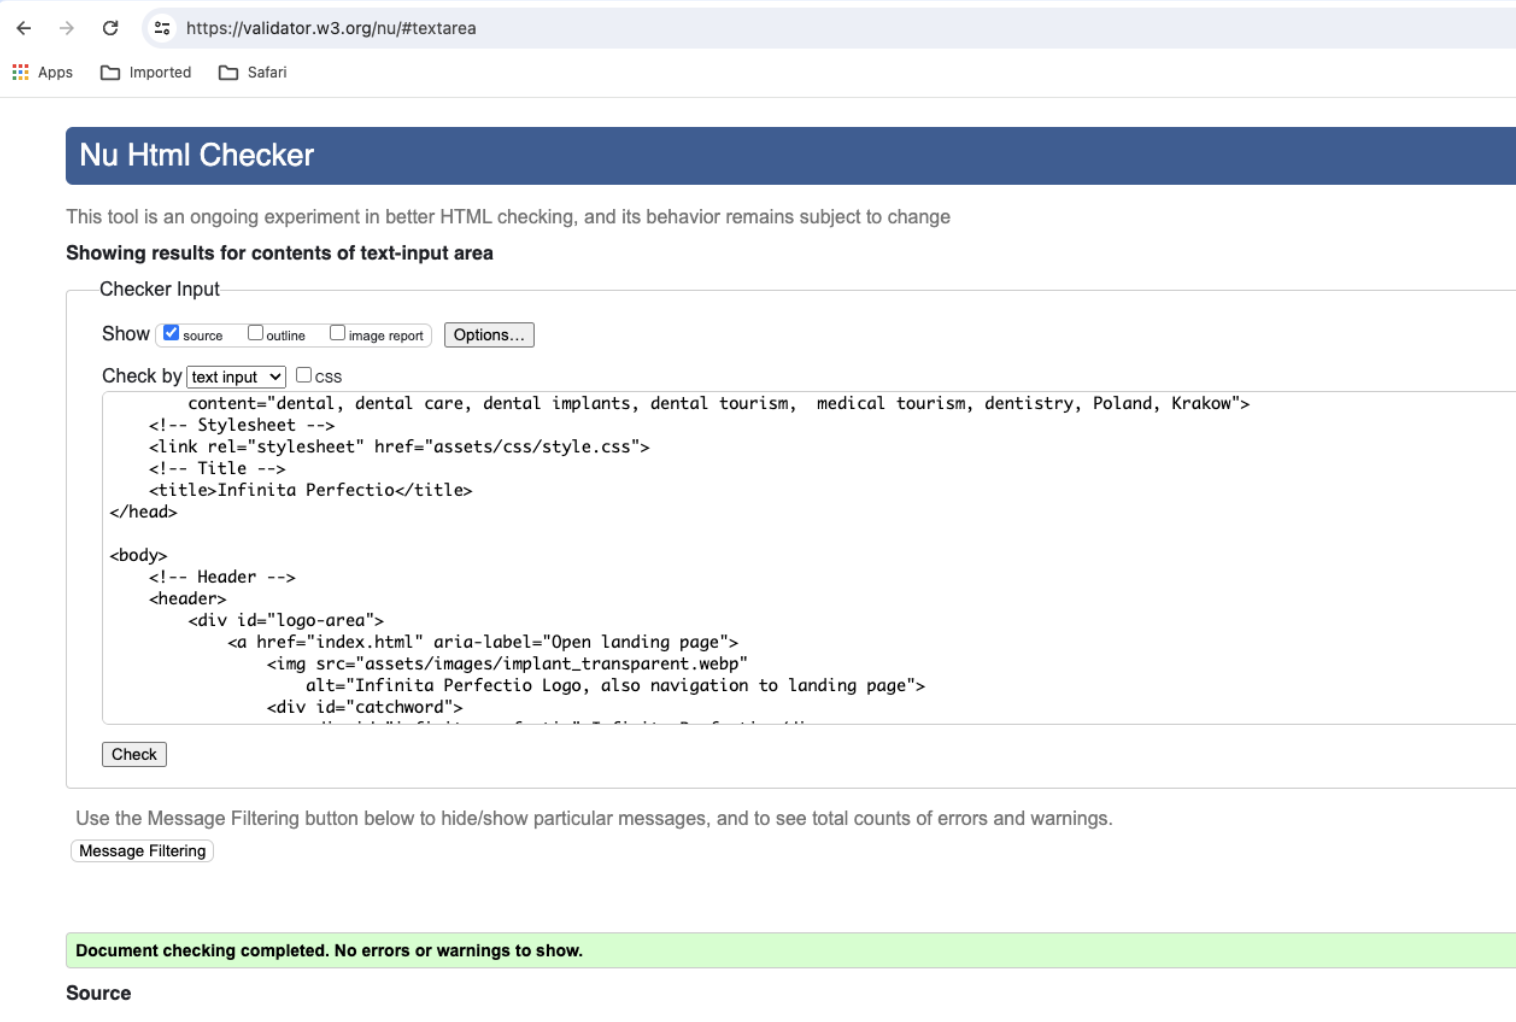 https://validator.w3.org/nu/#textarea
Apps Imported Safari
Nu Html Checker
This tool is an ongoing experiment in better HTML checking, and its behavior remains subject to change
Showing results for contents of text-input area
Checker Input
Show source outline image report Options...
Check by text input css
content="dental, dental care, dental implants, dental tourism,  medical tourism, dentistry, Poland, Krakow">
<!-- Stylesheet -->
<link rel="stylesheet" href="assets/css/style.css">
<!-- Title -->
<title>Infinita Perfectio</title>
</head>
<body>
<!-- Header -->
<header>
<div id="logo-area">
<a href="index.html" aria-label="Open landing page">
<img src="assets/images/implant_transparent.webp"
alt="Infinita Perfectio Logo, also navigation to landing page">
<div id="catchword">
Check
Use the Message Filtering button below to hide/show particular messages, and to see total counts of errors and warnings.
Message Filtering
Document checking completed. No errors or warnings to show.
Source